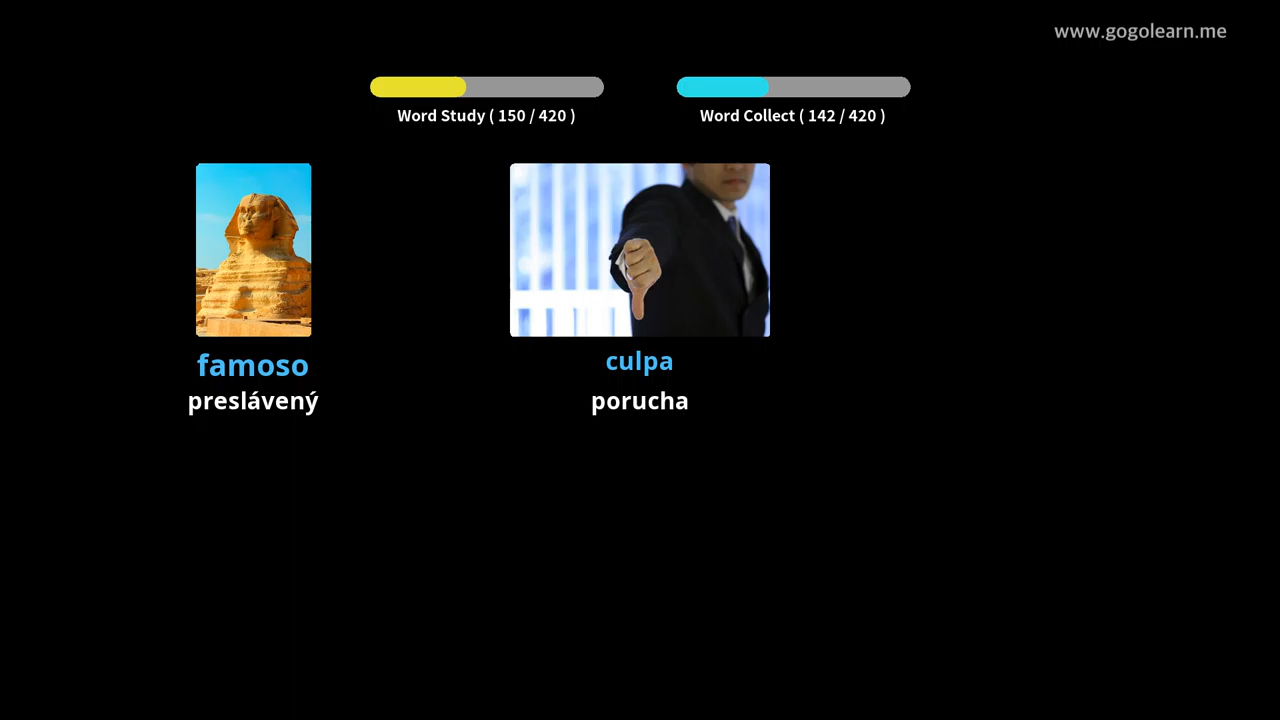 www.gogolearn.me
Word Study ( 150 / 420 )
Word Collect ( 142 / 420 )
famoso
preslávený
culpa
porucha